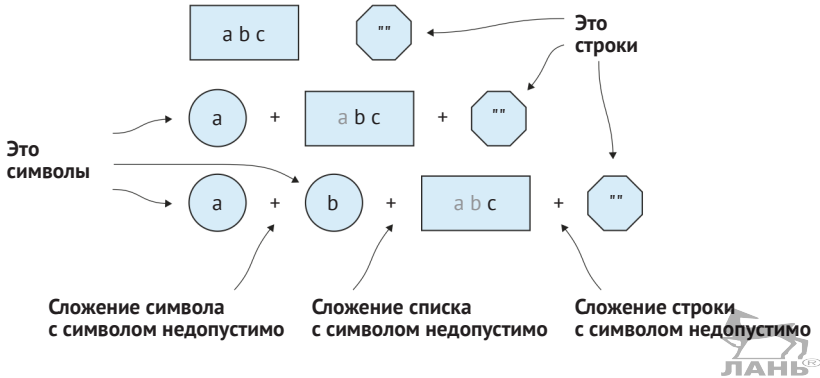 a b c ""
Это
строки
a + a b c + ""
Это
символы
a + b + a b c + ""
Сложение символа
с символом недопустимо
Сложение списка
с символом недопустимо
Сложение строки
с символом недопустимо
ЛАНЬ®